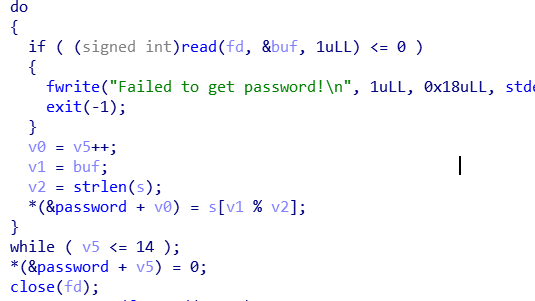 do
{
if ( (signed int)read(fd, &buf, 1uLL) <= 0 )
{
fwrite("Failed to get password!\n", 1uLL, 0x18uLL, stde
exit(-1);
}
v0 = v5++;
v1 = buf;
v2 = strlen(s);
*(&password + v0) = s[v1 % v2];
}
while ( v5 <= 14 );
*(&password + v5) = 0;
close(fd);